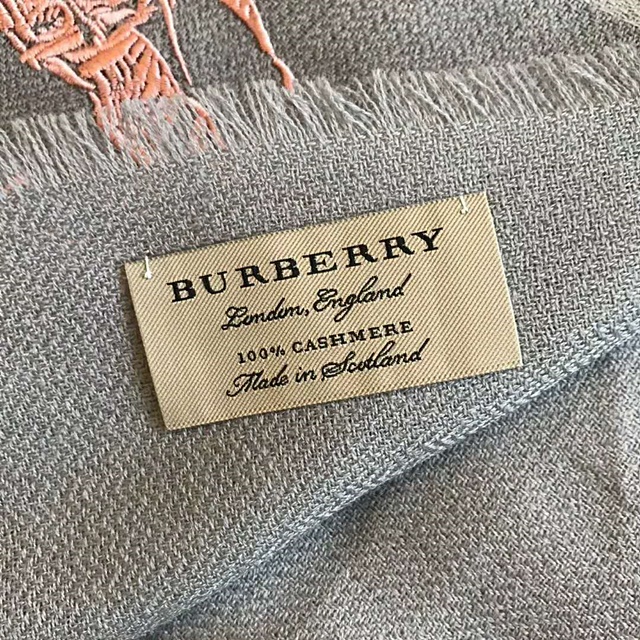 BURBERRY
London, England
100% CASHMERE
Made in Scotland